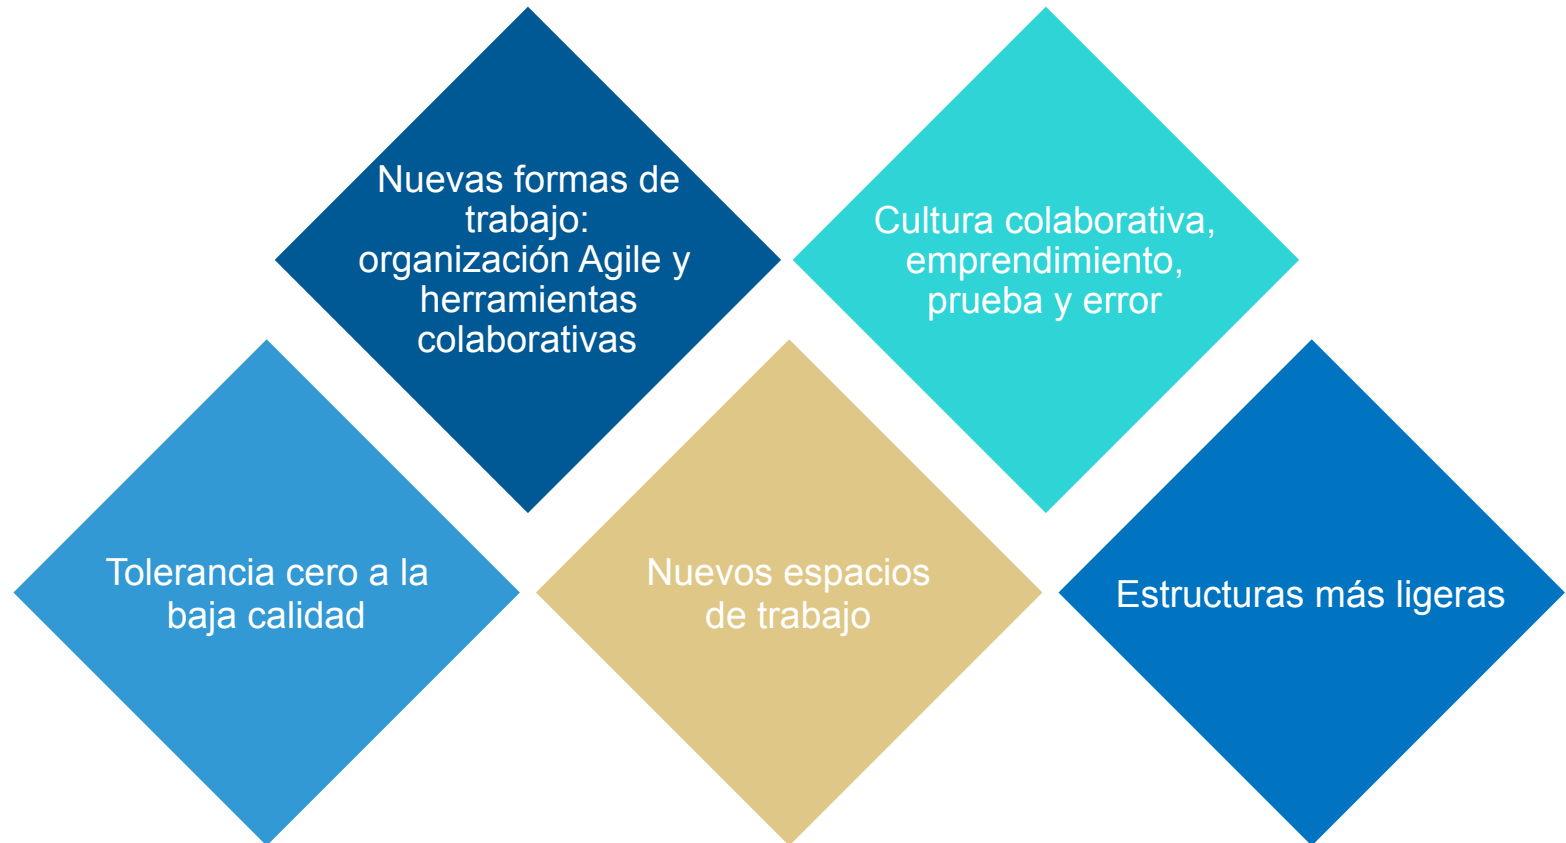 Nuevas formas de
trabajo:
organización Agile y
herramientas
colaborativas
Cultura colaborativa,
emprendimiento,
prueba y error
Tolerancia cero a la
baja calidad
Nuevos espacios
de trabajo
Estructuras más ligeras